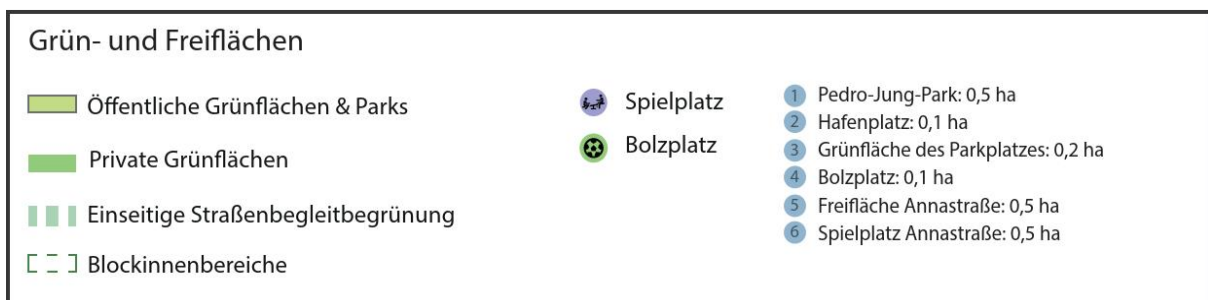 Grün- und Freiflächen
Öffentliche Grünflächen & Parks
Private Grünflächen
Einseitige Straßenbegleitbegrünung
Blockinnenbereiche
Spielplatz
Bolzplatz
1 Pedro-Jung-Park: 0,5 ha
2 Hafenplatz: 0,1 ha
3 Grünfläche des Parkplatzes: 0,2 ha
4 Bolzplatz: 0,1 ha
5 Freifläche Annastraße: 0,5 ha
6 Spielplatz Annastraße: 0,5 ha